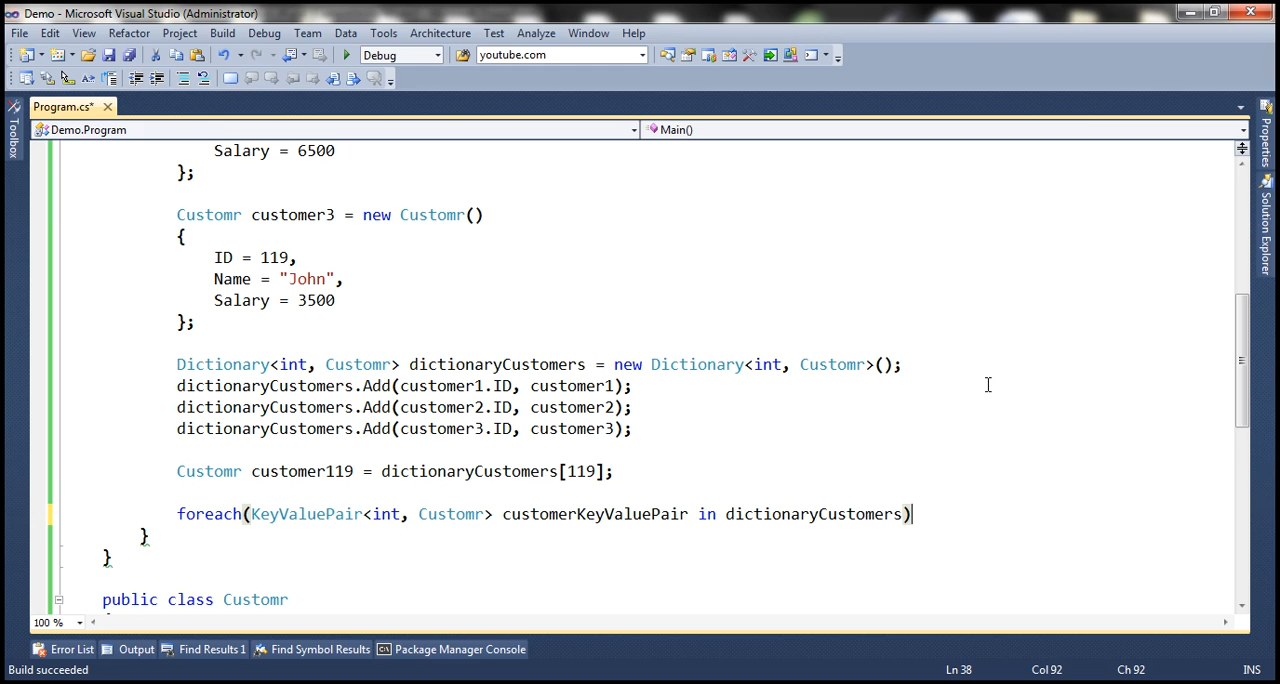 Demo - Microsoft Visual Studio (Administrator)
File Edit View Refactor Project Build Debug Team Data Tools Architecture Test Analyze Window Help
Debug youtube.com
Program.cs* ×
Demo.Program Main()
Toolbox
Properties
Solution Explorer
Salary = 6500
};
Customr customer3 = new Customr()
{
ID = 119,
Name = "John",
Salary = 3500
};
Dictionary<int, Customr> dictionaryCustomers = new Dictionary<int, Customr>();
dictionaryCustomers.Add(customer1.ID, customer1);
dictionaryCustomers.Add(customer2.ID, customer2);
dictionaryCustomers.Add(customer3.ID, customer3);
Customr customer119 = dictionaryCustomers[119];
foreach(KeyValuePair<int, Customr> customerKeyValuePair in dictionaryCustomers)
}
}
public class Customr
100 %
Error List Output Find Results 1 Find Symbol Results Package Manager Console
Build succeeded Ln 38 Col 92 Ch 92 INS